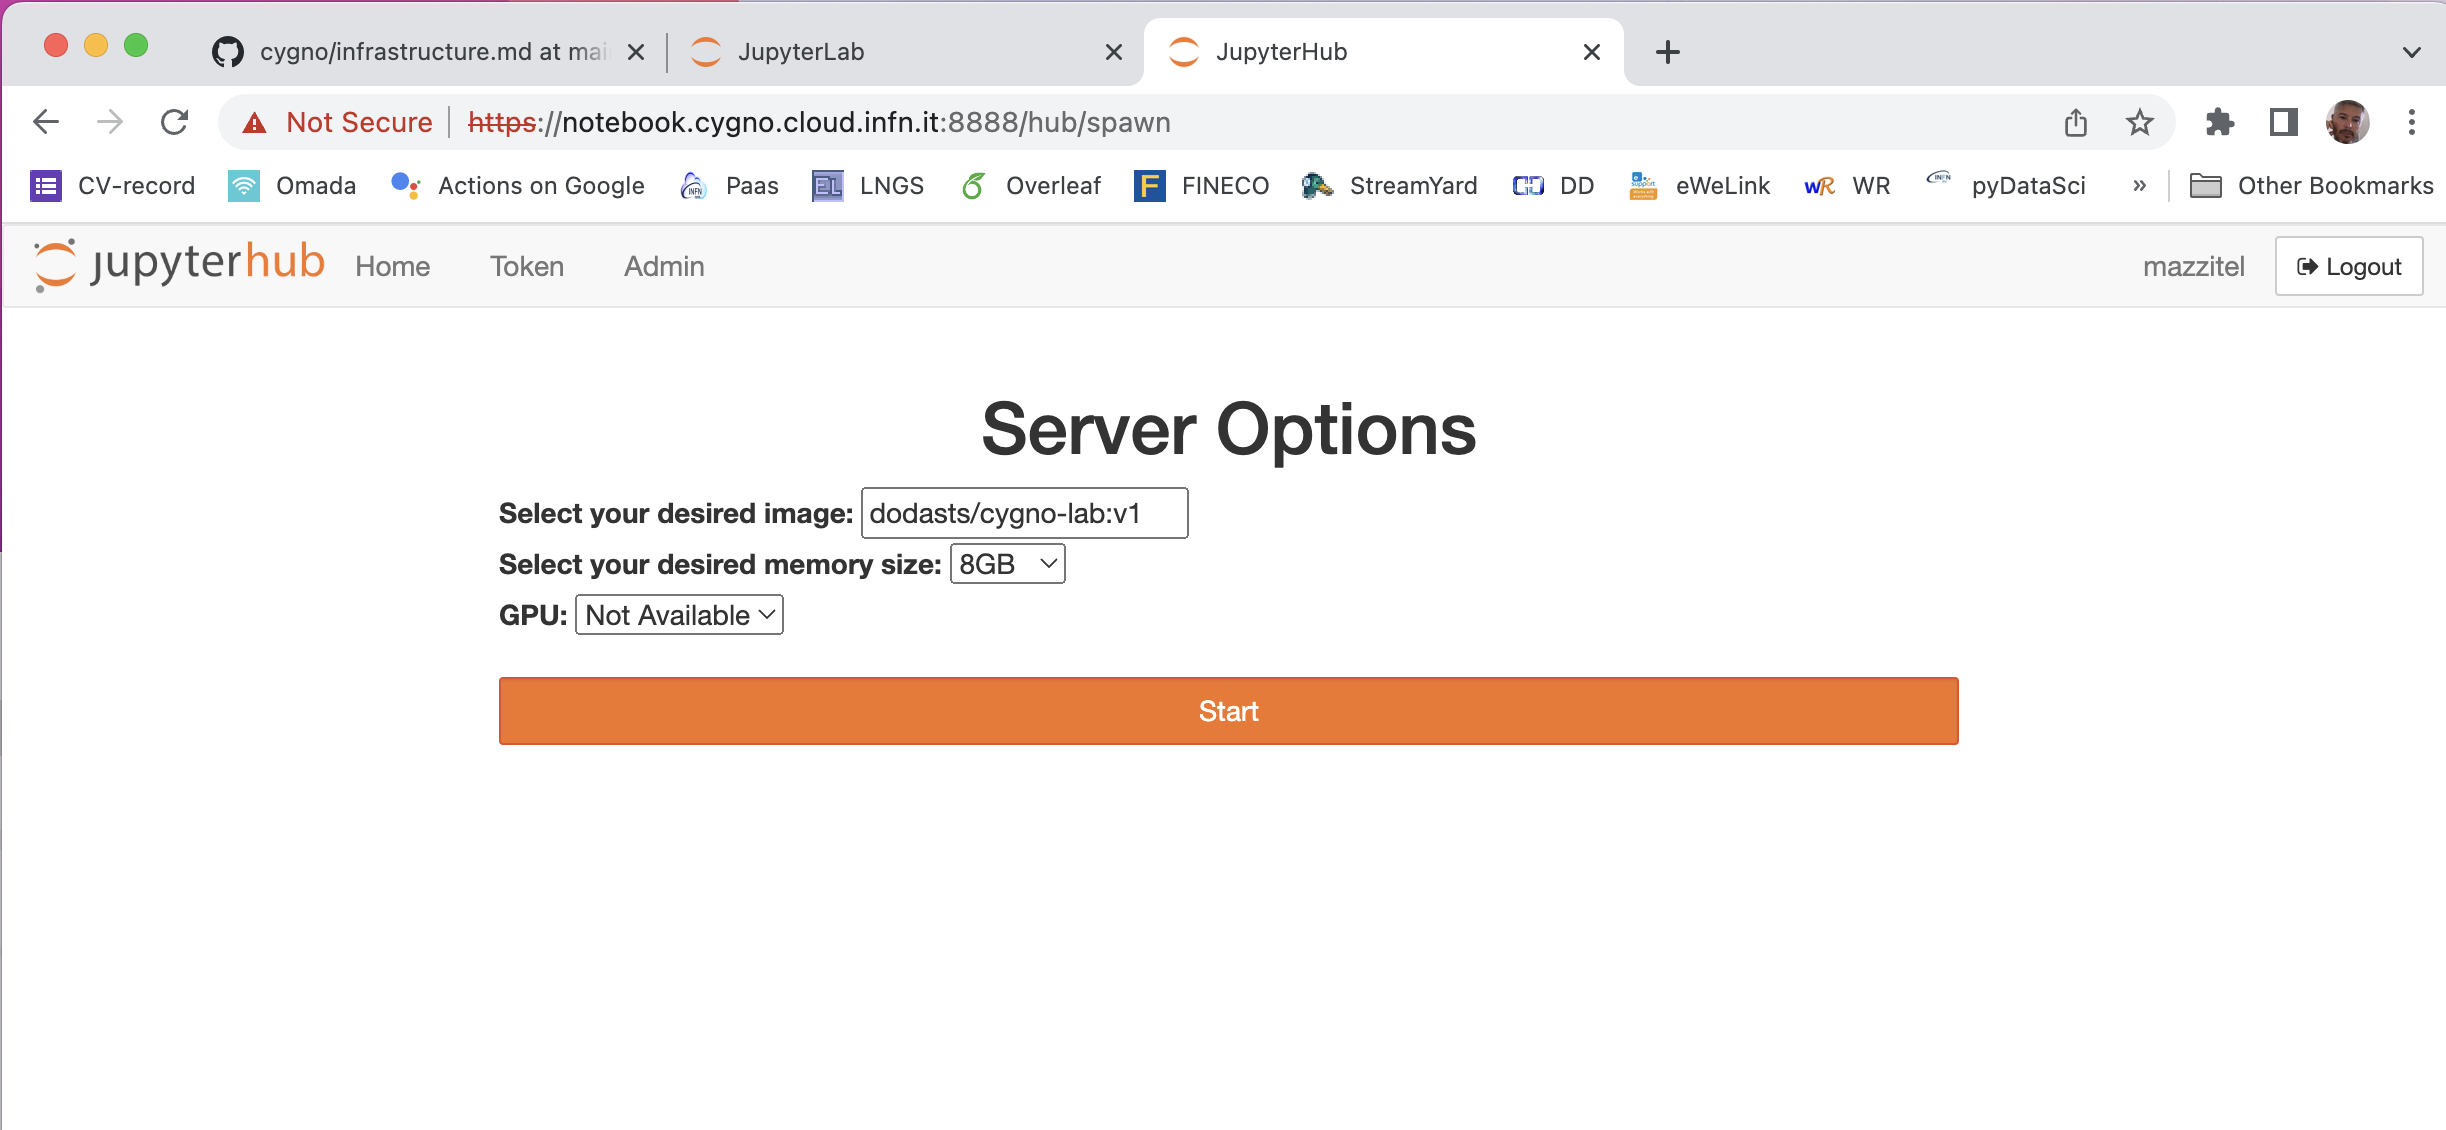 cygno/infrastructure.md at mai
JupyterLab
JupyterHub
Not Secure https://notebook.cygno.cloud.infn.it:8888/hub/spawn
CV-record Omada Actions on Google Paas LNGS Overleaf FINECO StreamYard DD eWeLink WR pyDataSci » Other Bookmarks
jupyterhub Home Token Admin mazzitel Logout
Server Options
Select your desired image: dodasts/cygno-lab:v1
Select your desired memory size: 8GB
GPU: Not Available
Start